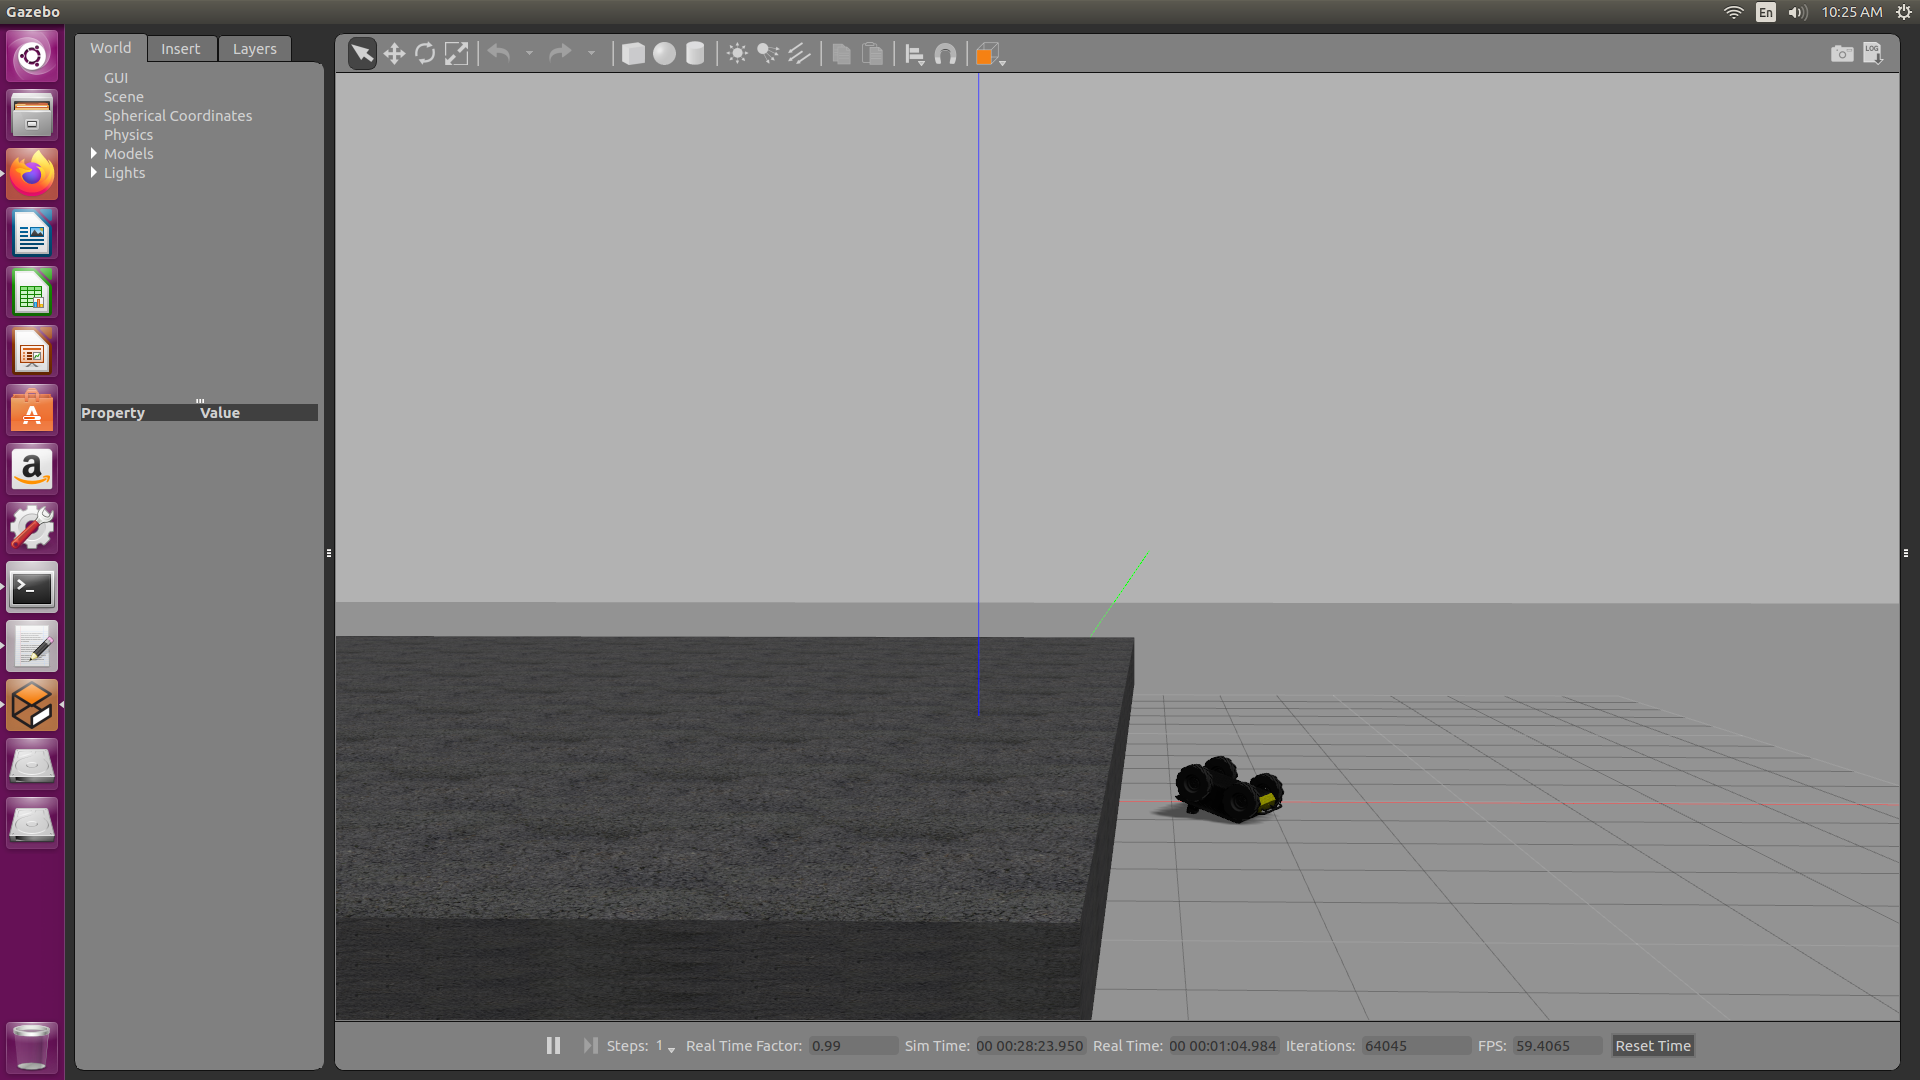 Gazebo
En
10:25 AM
World
Insert
Layers
LOG
GUI
Scene
Spherical Coordinates
Physics
Models
Lights
Property Value
Steps: 1 Real Time Factor: 0.99 Sim Time: 00 00:28:23.950 Real Time: 00 00:01:04.984 Iterations: 64045 FPS: 59.4065 Reset Time